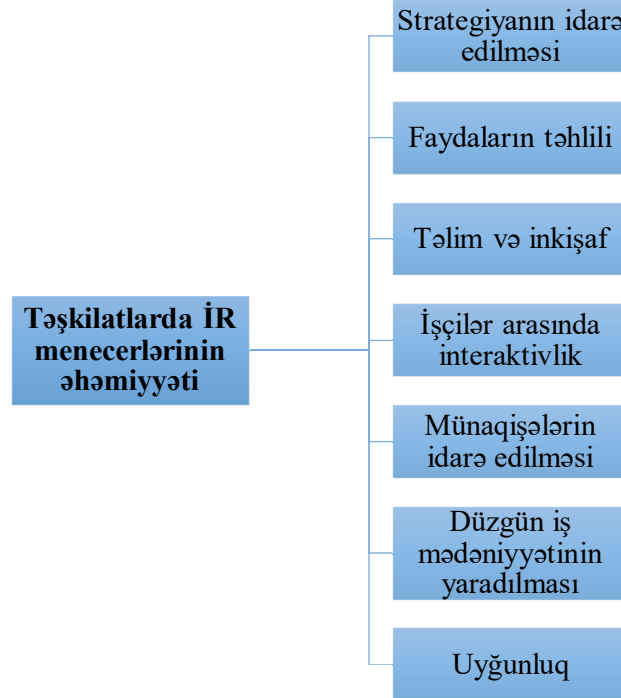 Strategiyanın idarə
edilməsi
Faydaların təhlili
Təlim və inkişaf
Təşkilatlarda İR
menecerlərinin
əhəmiyyəti
İşçilər arasında
interaktivlik
Münaqişələrin
idarə edilməsi
Düzgün iş
mədəniyyətinin
yaradılması
Uyğunluq